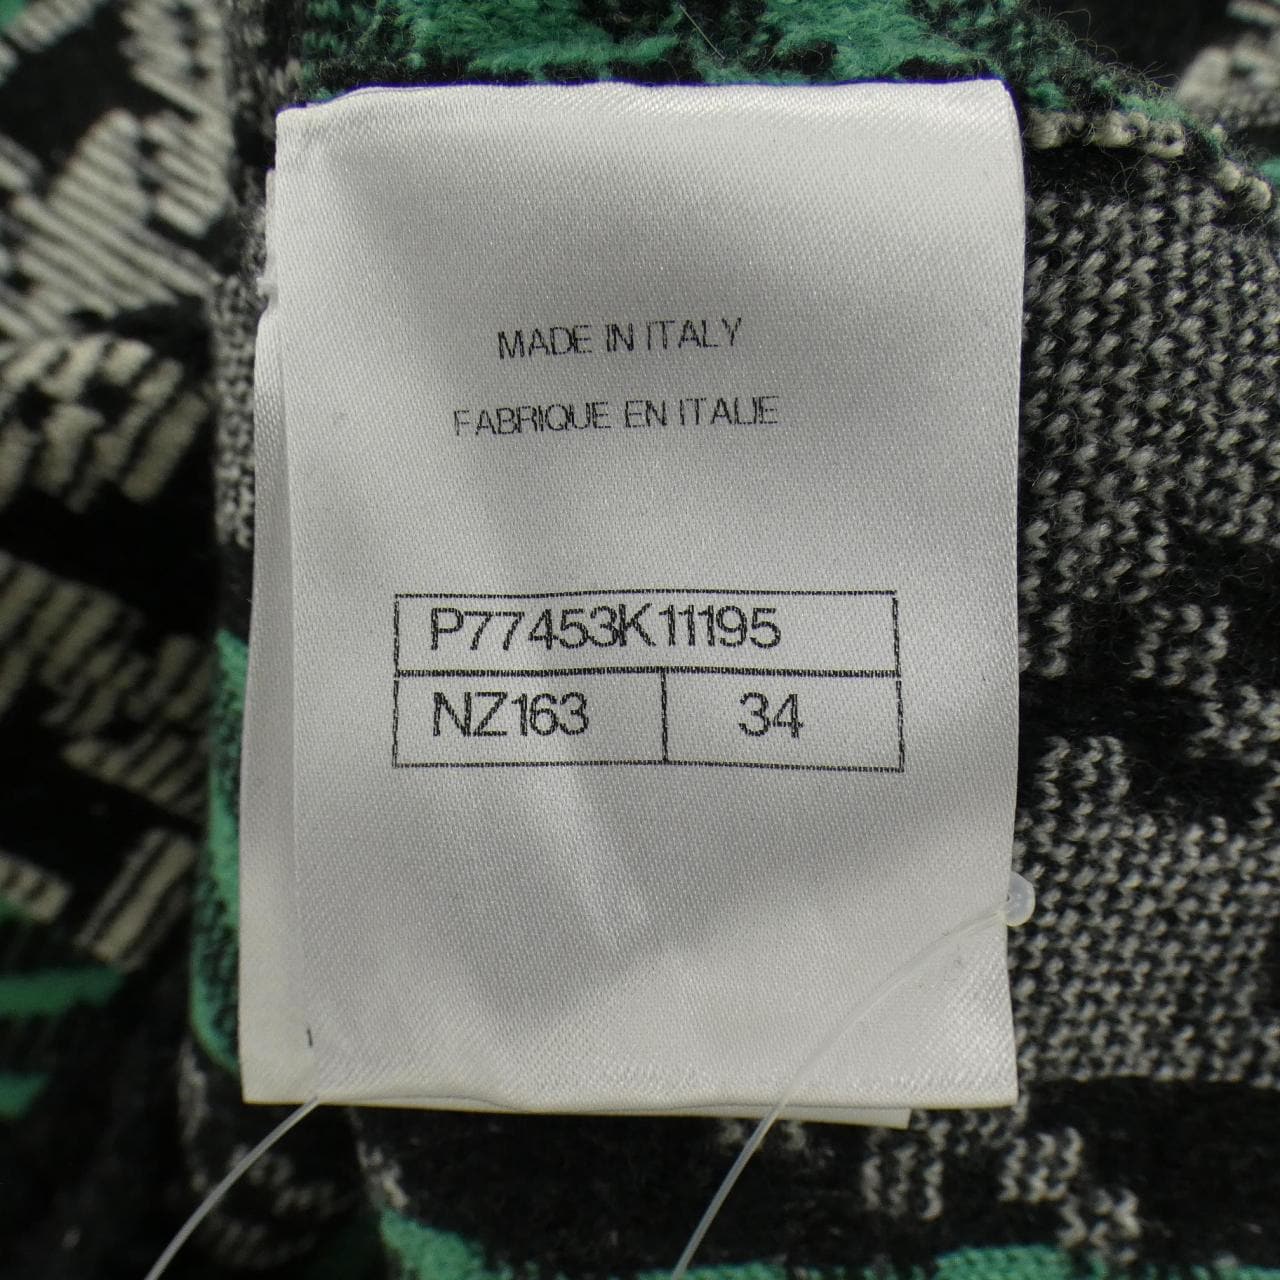 MADE IN ITALY
FABRIQUE EN ITALIE
P77453K11195
NZ163 34